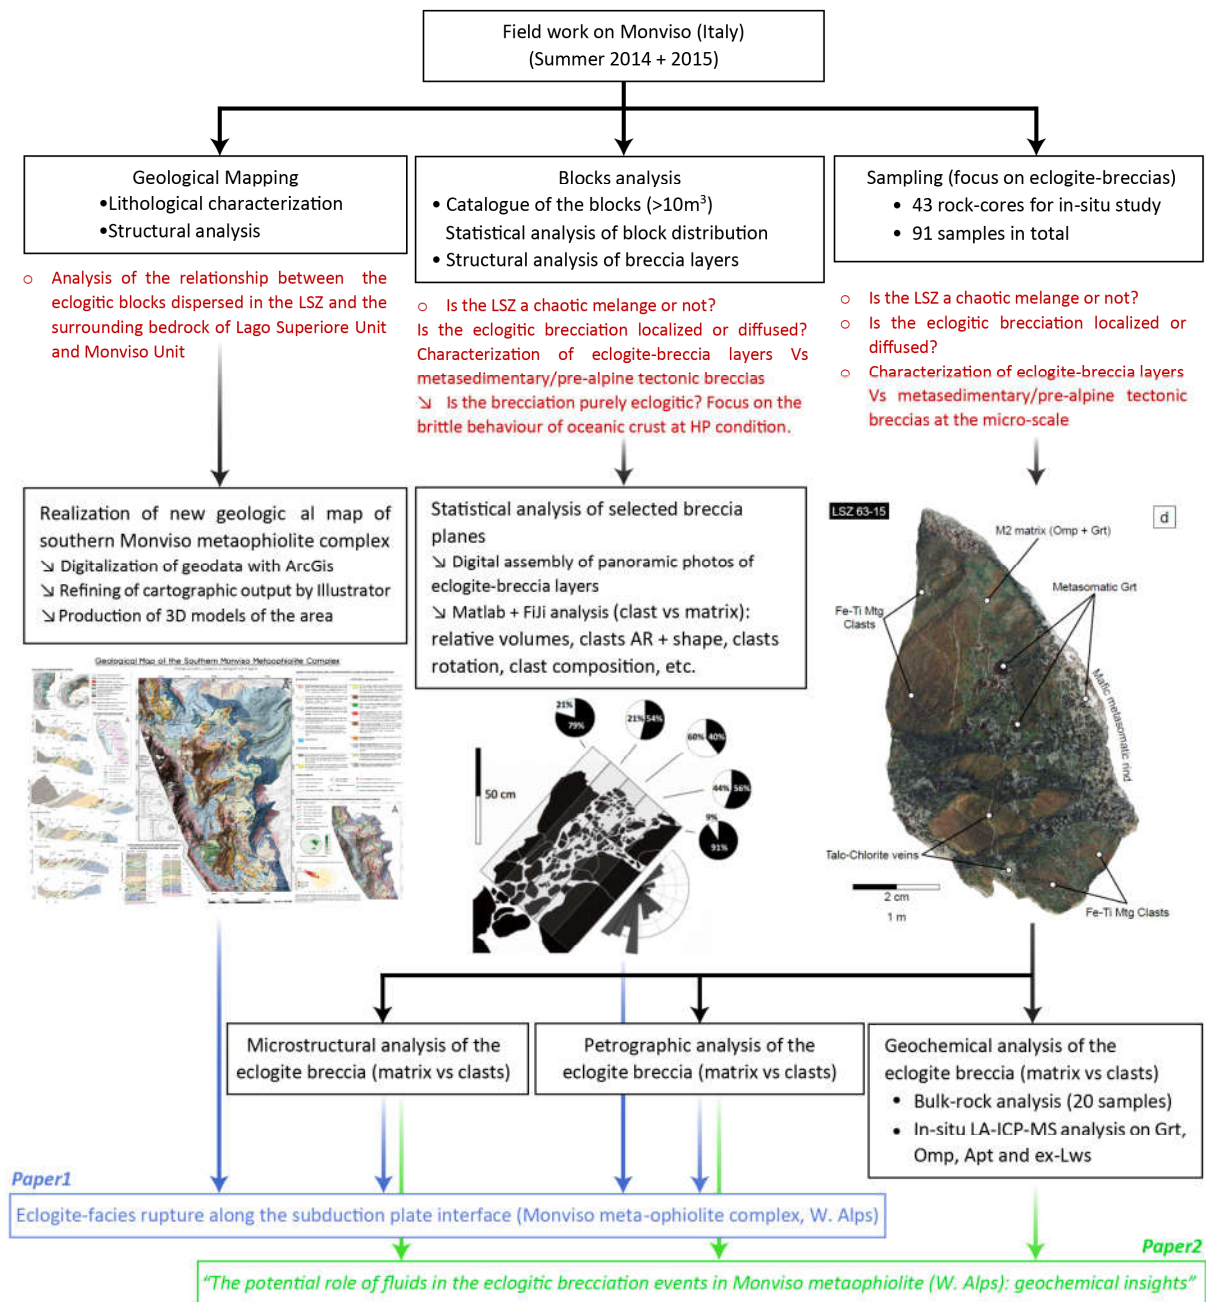 Field work on Monviso (Italy)
(Summer 2014 + 2015)
Geological Mapping
•Lithological characterization
•Structural analysis
Blocks analysis
• Catalogue of the blocks (>10m³)
Statistical analysis of block distribution
• Structural analysis of breccia layers
Sampling (focus on eclogite-breccias)
• 43 rock-cores for in-situ study
• 91 samples in total
o Analysis of the relationship between the
eclogitic blocks dispersed in the LSZ and the
surrounding bedrock of Lago Superiore Unit
and Monviso Unit
o Is the LSZ a chaotic melange or not?
Is the eclogitic brecciation localized or diffused?
Characterization of eclogite-breccia layers Vs
metasedimentary/pre-alpine tectonic breccias
↘ Is the brecciation purely eclogitic? Focus on the
brittle behaviour of oceanic crust at HP condition.
o Is the LSZ a chaotic melange or not?
o Is the eclogitic brecciation localized or
diffused?
o Characterization of eclogite-breccia layers
Vs metasedimentary/pre-alpine tectonic
breccias at the micro-scale
Realization of new geologic al map of
southern Monviso metaophiolite complex
↘ Digitalization of geodata with ArcGis
↘ Refining of cartographic output by Illustrator
↘ Production of 3D models of the area
Statistical analysis of selected breccia
planes
↘ Digital assembly of panoramic photos of
eclogite-breccia layers
↘ Matlab + FiJi analysis (clast vs matrix):
relative volumes, clasts AR + shape, clasts
rotation, clast composition, etc.
LSZ 63-15
d
M2 matrix (Omp + Grt)
Metasomatic Grt
Fe-Ti Mtg
Clasts
Mafic metasomatic rind
Talc-Chlorite veins
2 cm
1 m
Fe-Ti Mtg Clasts
Geological Map of the Southern Monviso Metaophiolite Complex
21%
79%
21% 54%
60% 40%
44% 56%
9%
91%
50 cm
Microstructural analysis of the
eclogite breccia (matrix vs clasts)
Petrographic analysis of the
eclogite breccia (matrix vs clasts)
Geochemical analysis of the
eclogite breccia (matrix vs clasts)
• Bulk-rock analysis (20 samples)
• In-situ LA-ICP-MS analysis on Grt,
Omp, Apt and ex-Lws
Paper1
Eclogite-facies rupture along the subduction plate interface (Monviso meta-ophiolite complex, W. Alps)
Paper2
“The potential role of fluids in the eclogitic brecciation events in Monviso metaophiolite (W. Alps): geochemical insights”